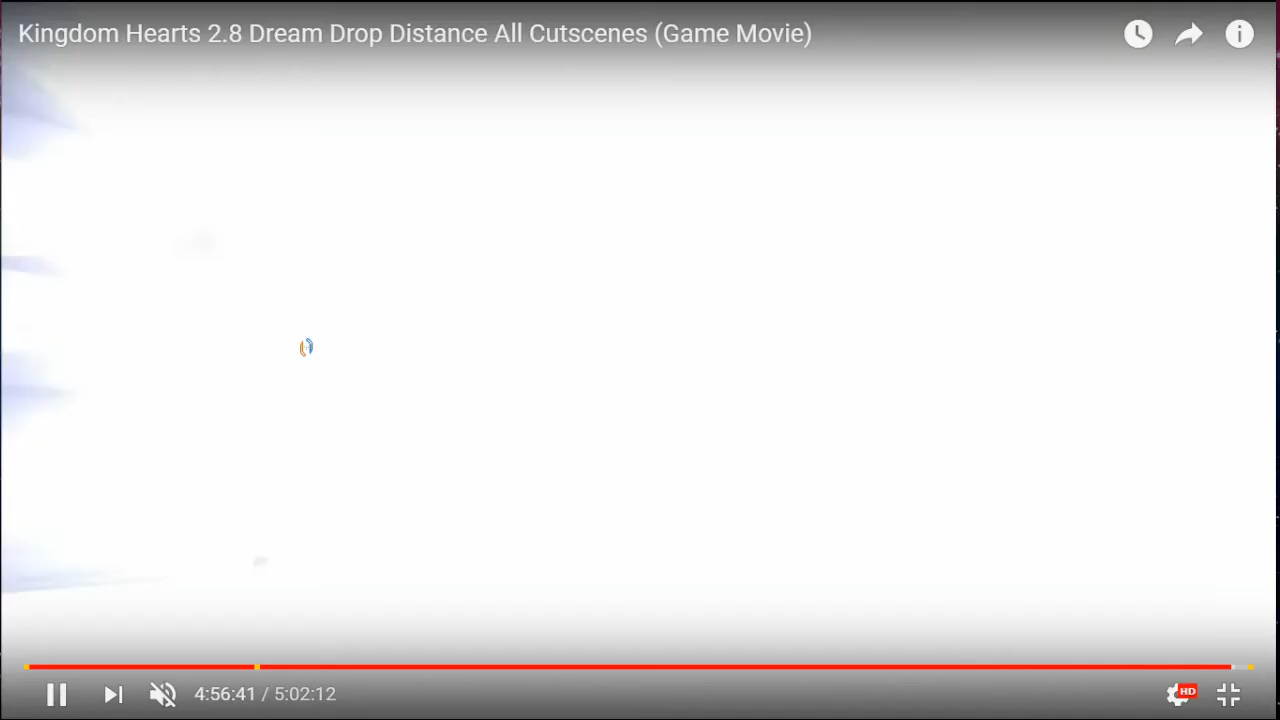 Kingdom Hearts 2.8 Dream Drop Distance All Cutscenes (Game Movie)
4:56:41 / 5:02:12
HD